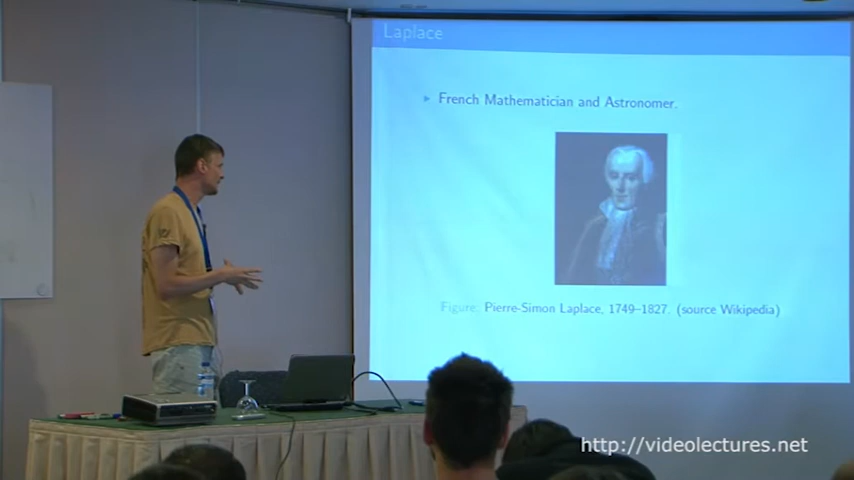 Laplace
French Mathematician and Astronomer.
Figure: Pierre-Simon Laplace, 1749–1827. (source Wikipedia)
http://videolectures.net